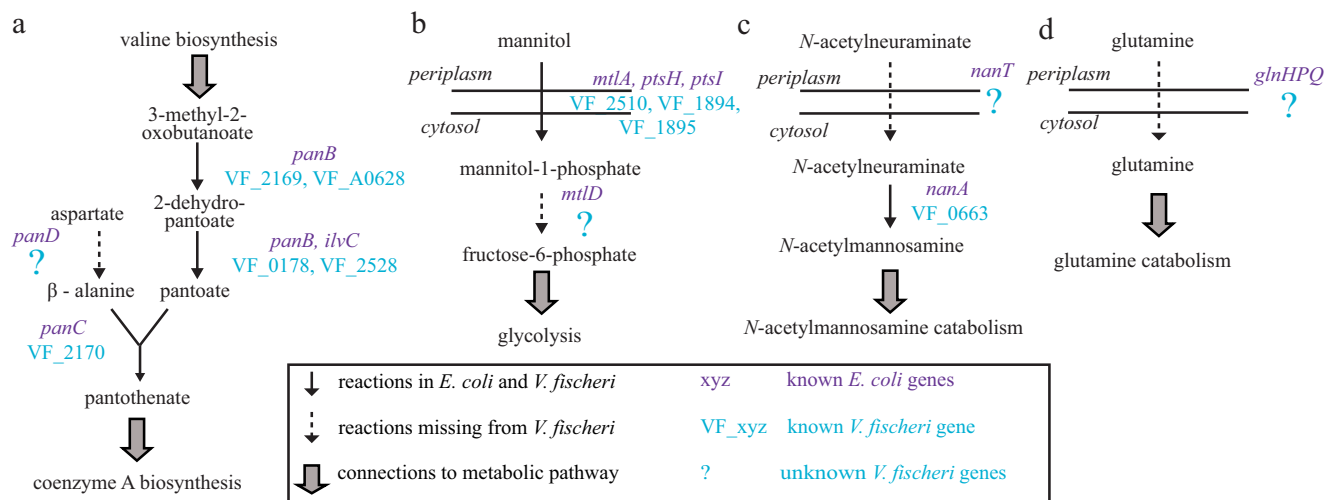 a
valine biosynthesis
3-methyl-2-
oxobutanoate
panB
VF_2169, VF_A0628
2-dehydro-
pantoate
aspartate
panD
?
panB, ilvC
VF_0178, VF_2528
β - alanine
pantoate
panC
VF_2170
pantothenate
coenzyme A biosynthesis
b
mannitol
periplasm
mtlA, ptsH, ptsI
VF_2510, VF_1894,
VF_1895
cytosol
mannitol-1-phosphate
mtlD
?
fructose-6-phosphate
glycolysis
c
N-acetylneuraminate
periplasm
nanT
?
cytosol
N-acetylneuraminate
nanA
VF_0663
N-acetylmannosamine
N-acetylmannosamine catabolism
d
glutamine
periplasm
glnHPQ
?
cytosol
glutamine
glutamine catabolism
reactions in E. coli and V. fischeri
xyz known E. coli genes
reactions missing from V. fischeri
VF_xyz known V. fischeri gene
connections to metabolic pathway
? unknown V. fischeri genes